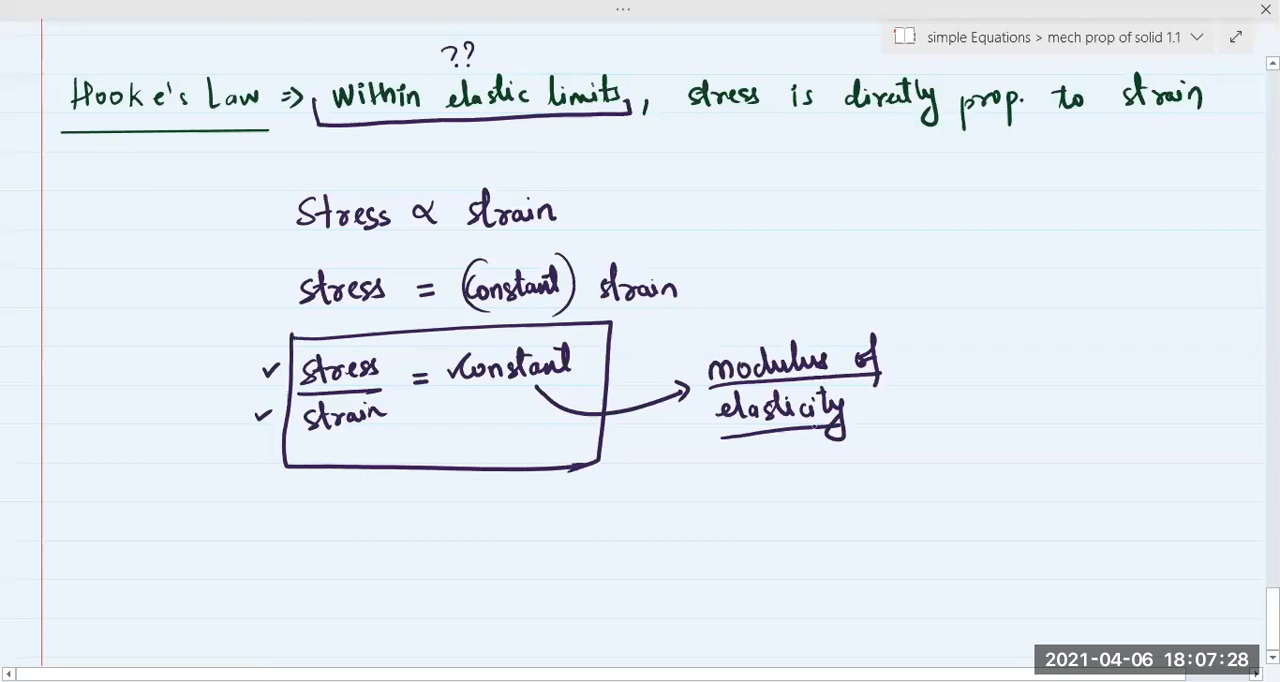 ...
simple Equations > mech prop of solid 1.1
??
Hooke's Law ⇒ Within elastic limits, stress is diretly prop. to strain
Stress ∝ strain
stress = (Constant) strain
stress
strain
= Constant
modulus of
elasticity
2021-04-06 18:07:28